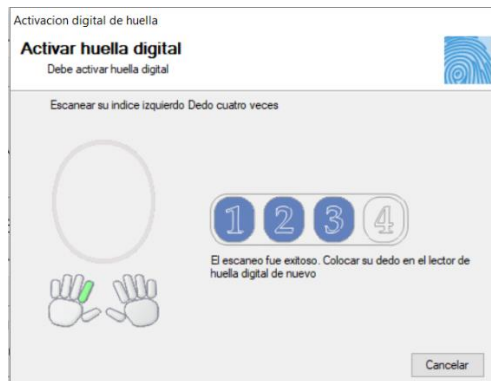 Activacion digital de huella
Activar huella digital
Debe activar huella digital
Escanear su indice izquierdo Dedo cuatro veces
1 2 3 4
El escaneo fue exitoso. Colocar su dedo en el lector de
huella digital de nuevo
Cancelar